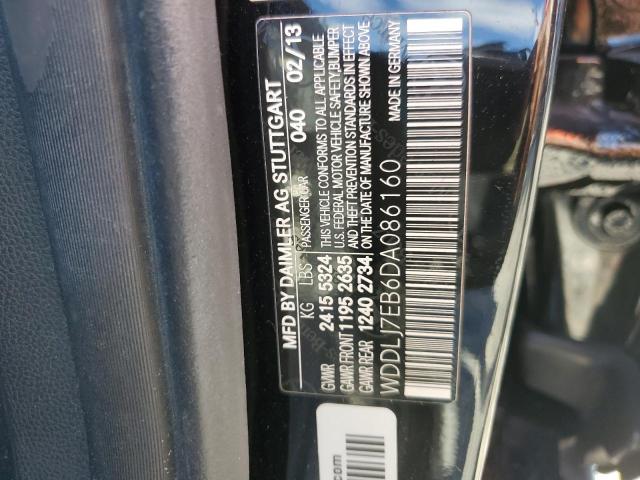 MFD BY DAIMLER AG STUTTGART
KG LBS PASSENGER CAR 040 02/13
GVWR 2415 5324 THIS VEHICLE CONFORMS TO ALL APPLICABLE
GAWR FRONT 1195 2635 U.S. FEDERAL MOTOR VEHICLE SAFETY,BUMPER
GAWR REAR 1240 2734 AND THEFT PREVENTION STANDARDS IN EFFECT
ON THE DATE OF MANUFACTURE SHOWN ABOVE
WDDLJ7EB6DA086160 MADE IN GERMANY
.com